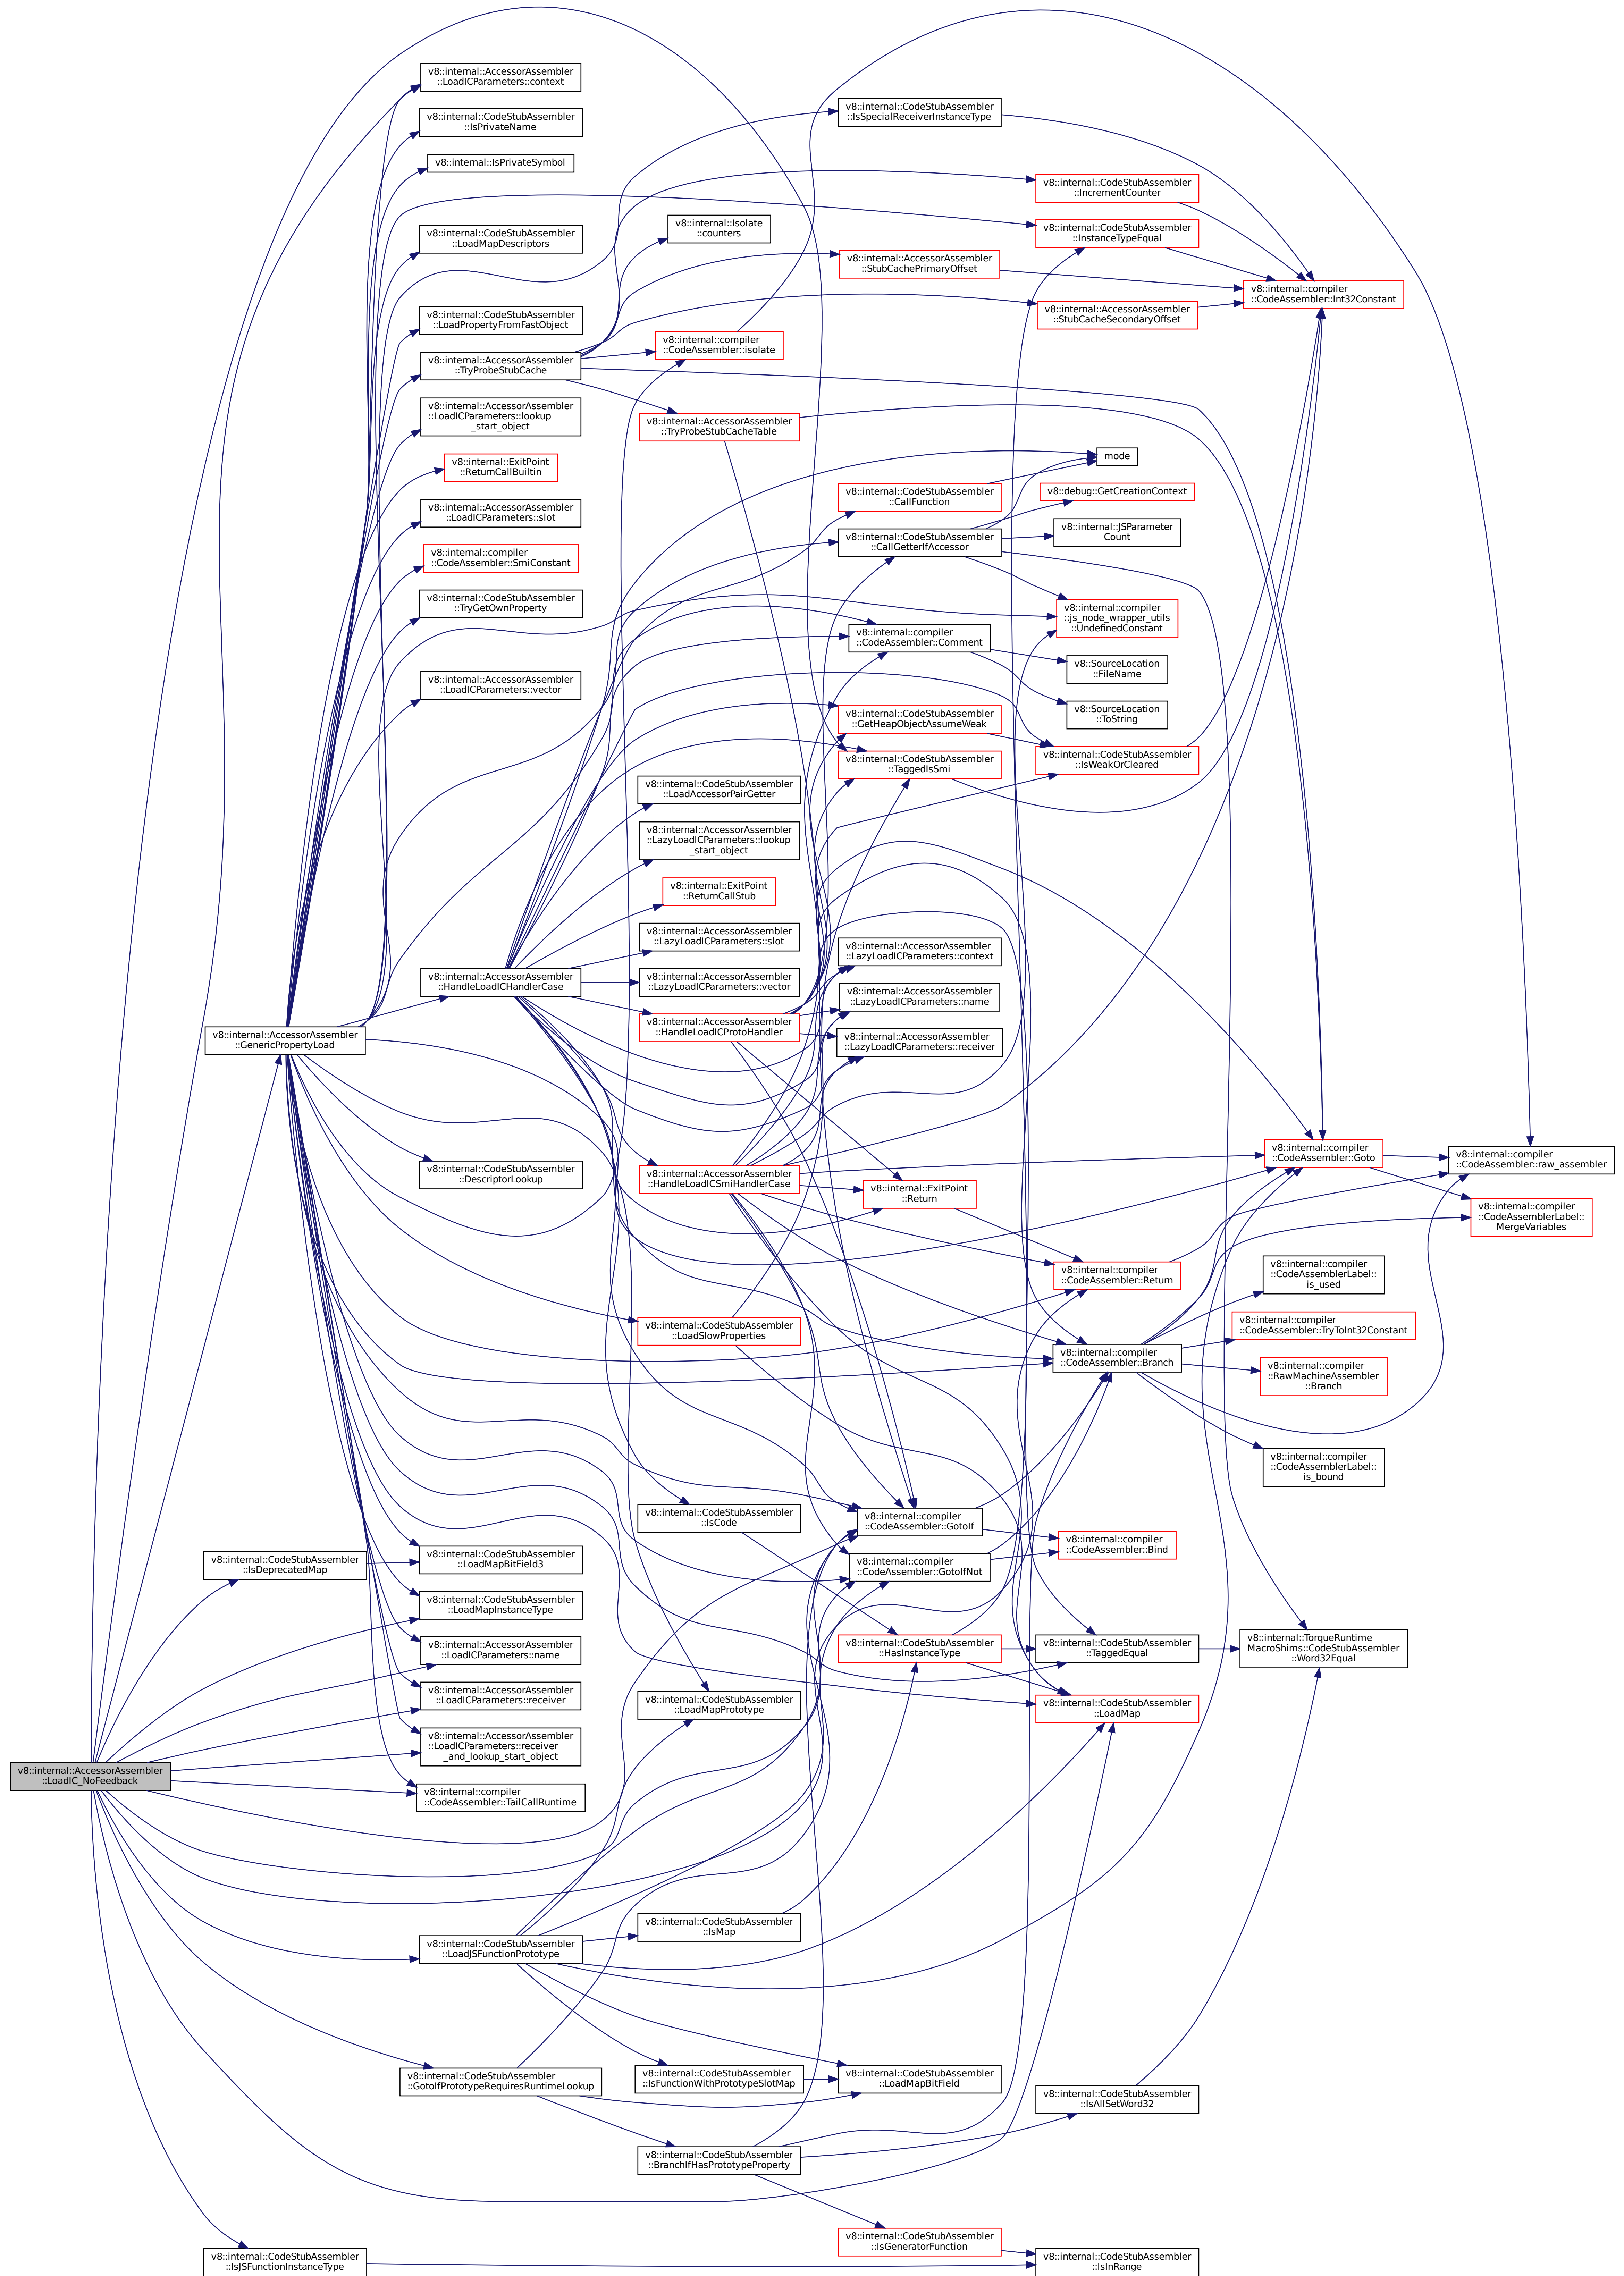 v8::internal::AccessorAssembler
::LoadIC_NoFeedback
v8::internal::AccessorAssembler
::GenericPropertyLoad
v8::internal::CodeStubAssembler
::IsDeprecatedMap
v8::internal::CodeStubAssembler
::IsJSFunctionInstanceType
v8::internal::AccessorAssembler
::LoadICParameters::context
v8::internal::CodeStubAssembler
::IsPrivateName
v8::internal::IsPrivateSymbol
v8::internal::CodeStubAssembler
::LoadMapDescriptors
v8::internal::CodeStubAssembler
::LoadPropertyFromFastObject
v8::internal::AccessorAssembler
::TryProbeStubCache
v8::internal::AccessorAssembler
::LoadICParameters::lookup
_start_object
v8::internal::ExitPoint
::ReturnCallBuiltin
v8::internal::AccessorAssembler
::LoadICParameters::slot
v8::internal::compiler
::CodeAssembler::SmiConstant
v8::internal::CodeStubAssembler
::TryGetOwnProperty
v8::internal::AccessorAssembler
::LoadICParameters::vector
v8::internal::AccessorAssembler
::HandleLoadICHandlerCase
v8::internal::CodeStubAssembler
::DescriptorLookup
v8::internal::CodeStubAssembler
::LoadMapBitField3
v8::internal::CodeStubAssembler
::LoadMapInstanceType
v8::internal::AccessorAssembler
::LoadICParameters::name
v8::internal::AccessorAssembler
::LoadICParameters::receiver
v8::internal::AccessorAssembler
::LoadICParameters::receiver
_and_lookup_start_object
v8::internal::compiler
::CodeAssembler::TailCallRuntime
v8::internal::CodeStubAssembler
::LoadJSFunctionPrototype
v8::internal::CodeStubAssembler
::GotoIfPrototypeRequiresRuntimeLookup
v8::internal::Isolate
::counters
v8::internal::compiler
::CodeAssembler::isolate
v8::internal::AccessorAssembler
::TryProbeStubCacheTable
v8::internal::CodeStubAssembler
::LoadAccessorPairGetter
v8::internal::AccessorAssembler
::LazyLoadICParameters::lookup
_start_object
v8::internal::ExitPoint
::ReturnCallStub
v8::internal::AccessorAssembler
::LazyLoadICParameters::slot
v8::internal::AccessorAssembler
::LazyLoadICParameters::vector
v8::internal::AccessorAssembler
::HandleLoadICProtoHandler
v8::internal::AccessorAssembler
::HandleLoadICSmiHandlerCase
v8::internal::CodeStubAssembler
::LoadSlowProperties
v8::internal::CodeStubAssembler
::IsCode
v8::internal::CodeStubAssembler
::LoadMapPrototype
v8::internal::CodeStubAssembler
::IsMap
v8::internal::CodeStubAssembler
::IsFunctionWithPrototypeSlotMap
v8::internal::CodeStubAssembler
::BranchIfHasPrototypeProperty
v8::internal::CodeStubAssembler
::IsSpecialReceiverInstanceType
v8::internal::AccessorAssembler
::StubCachePrimaryOffset
v8::internal::CodeStubAssembler
::CallFunction
v8::internal::CodeStubAssembler
::CallGetterIfAccessor
v8::internal::compiler
::CodeAssembler::Comment
v8::internal::CodeStubAssembler
::GetHeapObjectAssumeWeak
v8::internal::CodeStubAssembler
::TaggedIsSmi
v8::internal::AccessorAssembler
::LazyLoadICParameters::context
v8::internal::AccessorAssembler
::LazyLoadICParameters::name
v8::internal::AccessorAssembler
::LazyLoadICParameters::receiver
v8::internal::ExitPoint
::Return
v8::internal::compiler
::CodeAssembler::GotoIf
v8::internal::compiler
::CodeAssembler::GotoIfNot
v8::internal::CodeStubAssembler
::HasInstanceType
v8::internal::CodeStubAssembler
::LoadMapBitField
v8::internal::CodeStubAssembler
::IsGeneratorFunction
v8::internal::CodeStubAssembler
::IncrementCounter
v8::internal::CodeStubAssembler
::InstanceTypeEqual
v8::internal::AccessorAssembler
::StubCacheSecondaryOffset
mode
v8::debug::GetCreationContext
v8::internal::JSParameter
Count
v8::internal::compiler
::js_node_wrapper_utils
::UndefinedConstant
v8::SourceLocation
::FileName
v8::SourceLocation
::ToString
v8::internal::CodeStubAssembler
::IsWeakOrCleared
v8::internal::compiler
::CodeAssembler::Return
v8::internal::compiler
::CodeAssembler::Branch
v8::internal::compiler
::CodeAssembler::Bind
v8::internal::CodeStubAssembler
::TaggedEqual
v8::internal::CodeStubAssembler
::LoadMap
v8::internal::CodeStubAssembler
::IsAllSetWord32
v8::internal::CodeStubAssembler
::IsInRange
v8::internal::compiler
::CodeAssembler::Int32Constant
v8::internal::compiler
::CodeAssembler::Goto
v8::internal::compiler
::CodeAssemblerLabel::
is_used
v8::internal::compiler
::CodeAssembler::TryToInt32Constant
v8::internal::compiler
::RawMachineAssembler
::Branch
v8::internal::compiler
::CodeAssemblerLabel::
is_bound
v8::internal::TorqueRuntime
MacroShims::CodeStubAssembler
::Word32Equal
v8::internal::compiler
::CodeAssembler::raw_assembler
v8::internal::compiler
::CodeAssemblerLabel::
MergeVariables